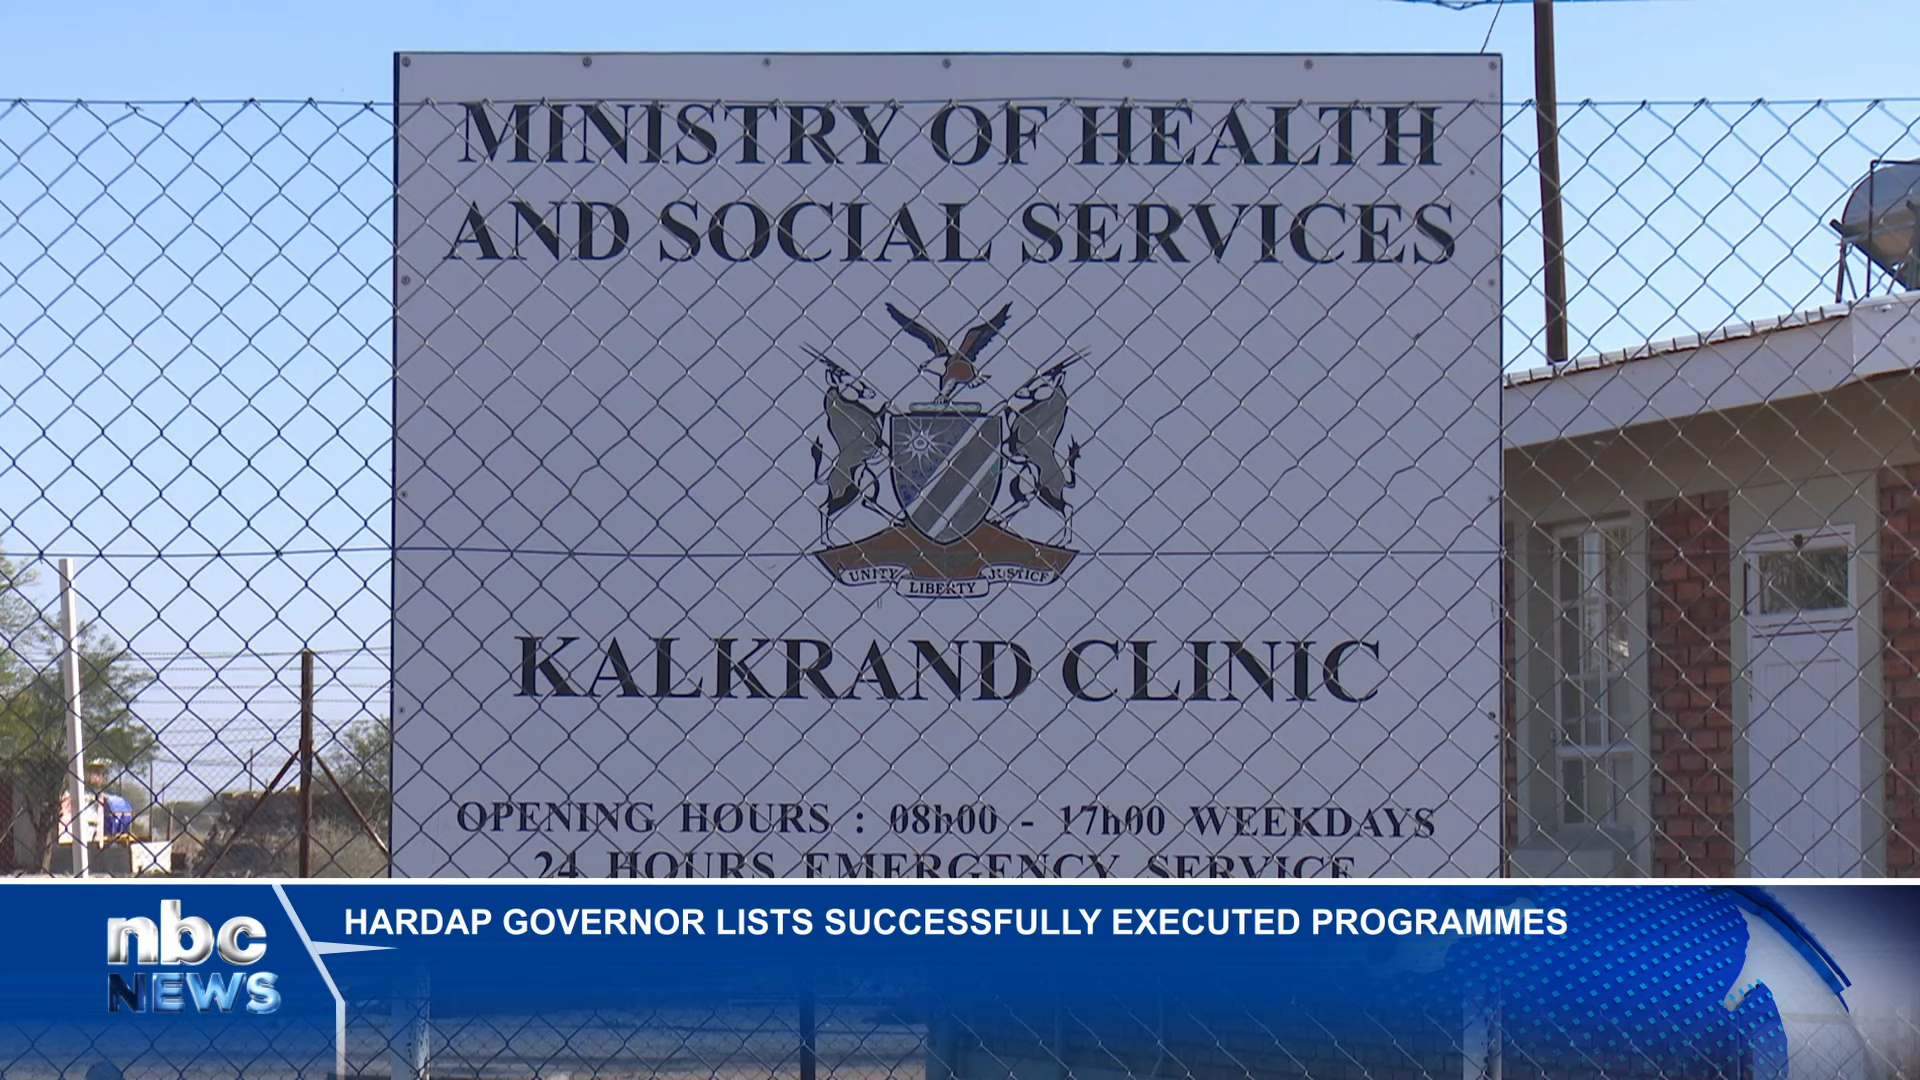 MINISTRY OF HEALTH
AND SOCIAL SERVICES
UNITY LIBERTY JUSTICE
KALKRAND CLINIC
OPENING HOURS : 08h00 - 17h00 WEEKDAYS
24 HOURS EMERGENCY SERVICE
nbc
NEWS
HARDAP GOVERNOR LISTS SUCCESSFULLY EXECUTED PROGRAMMES